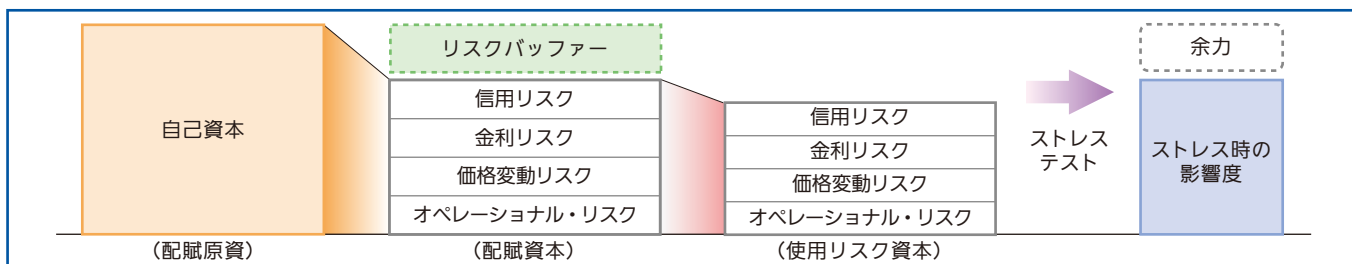 自己資本
(配賦原資)
リスクバッファー
信用リスク
金利リスク
価格変動リスク
オペレーショナル・リスク
(配賦資本)
信用リスク
金利リスク
価格変動リスク
オペレーショナル・リスク
(使用リスク資本)
ストレス
テスト
余力
ストレス時の
影響度